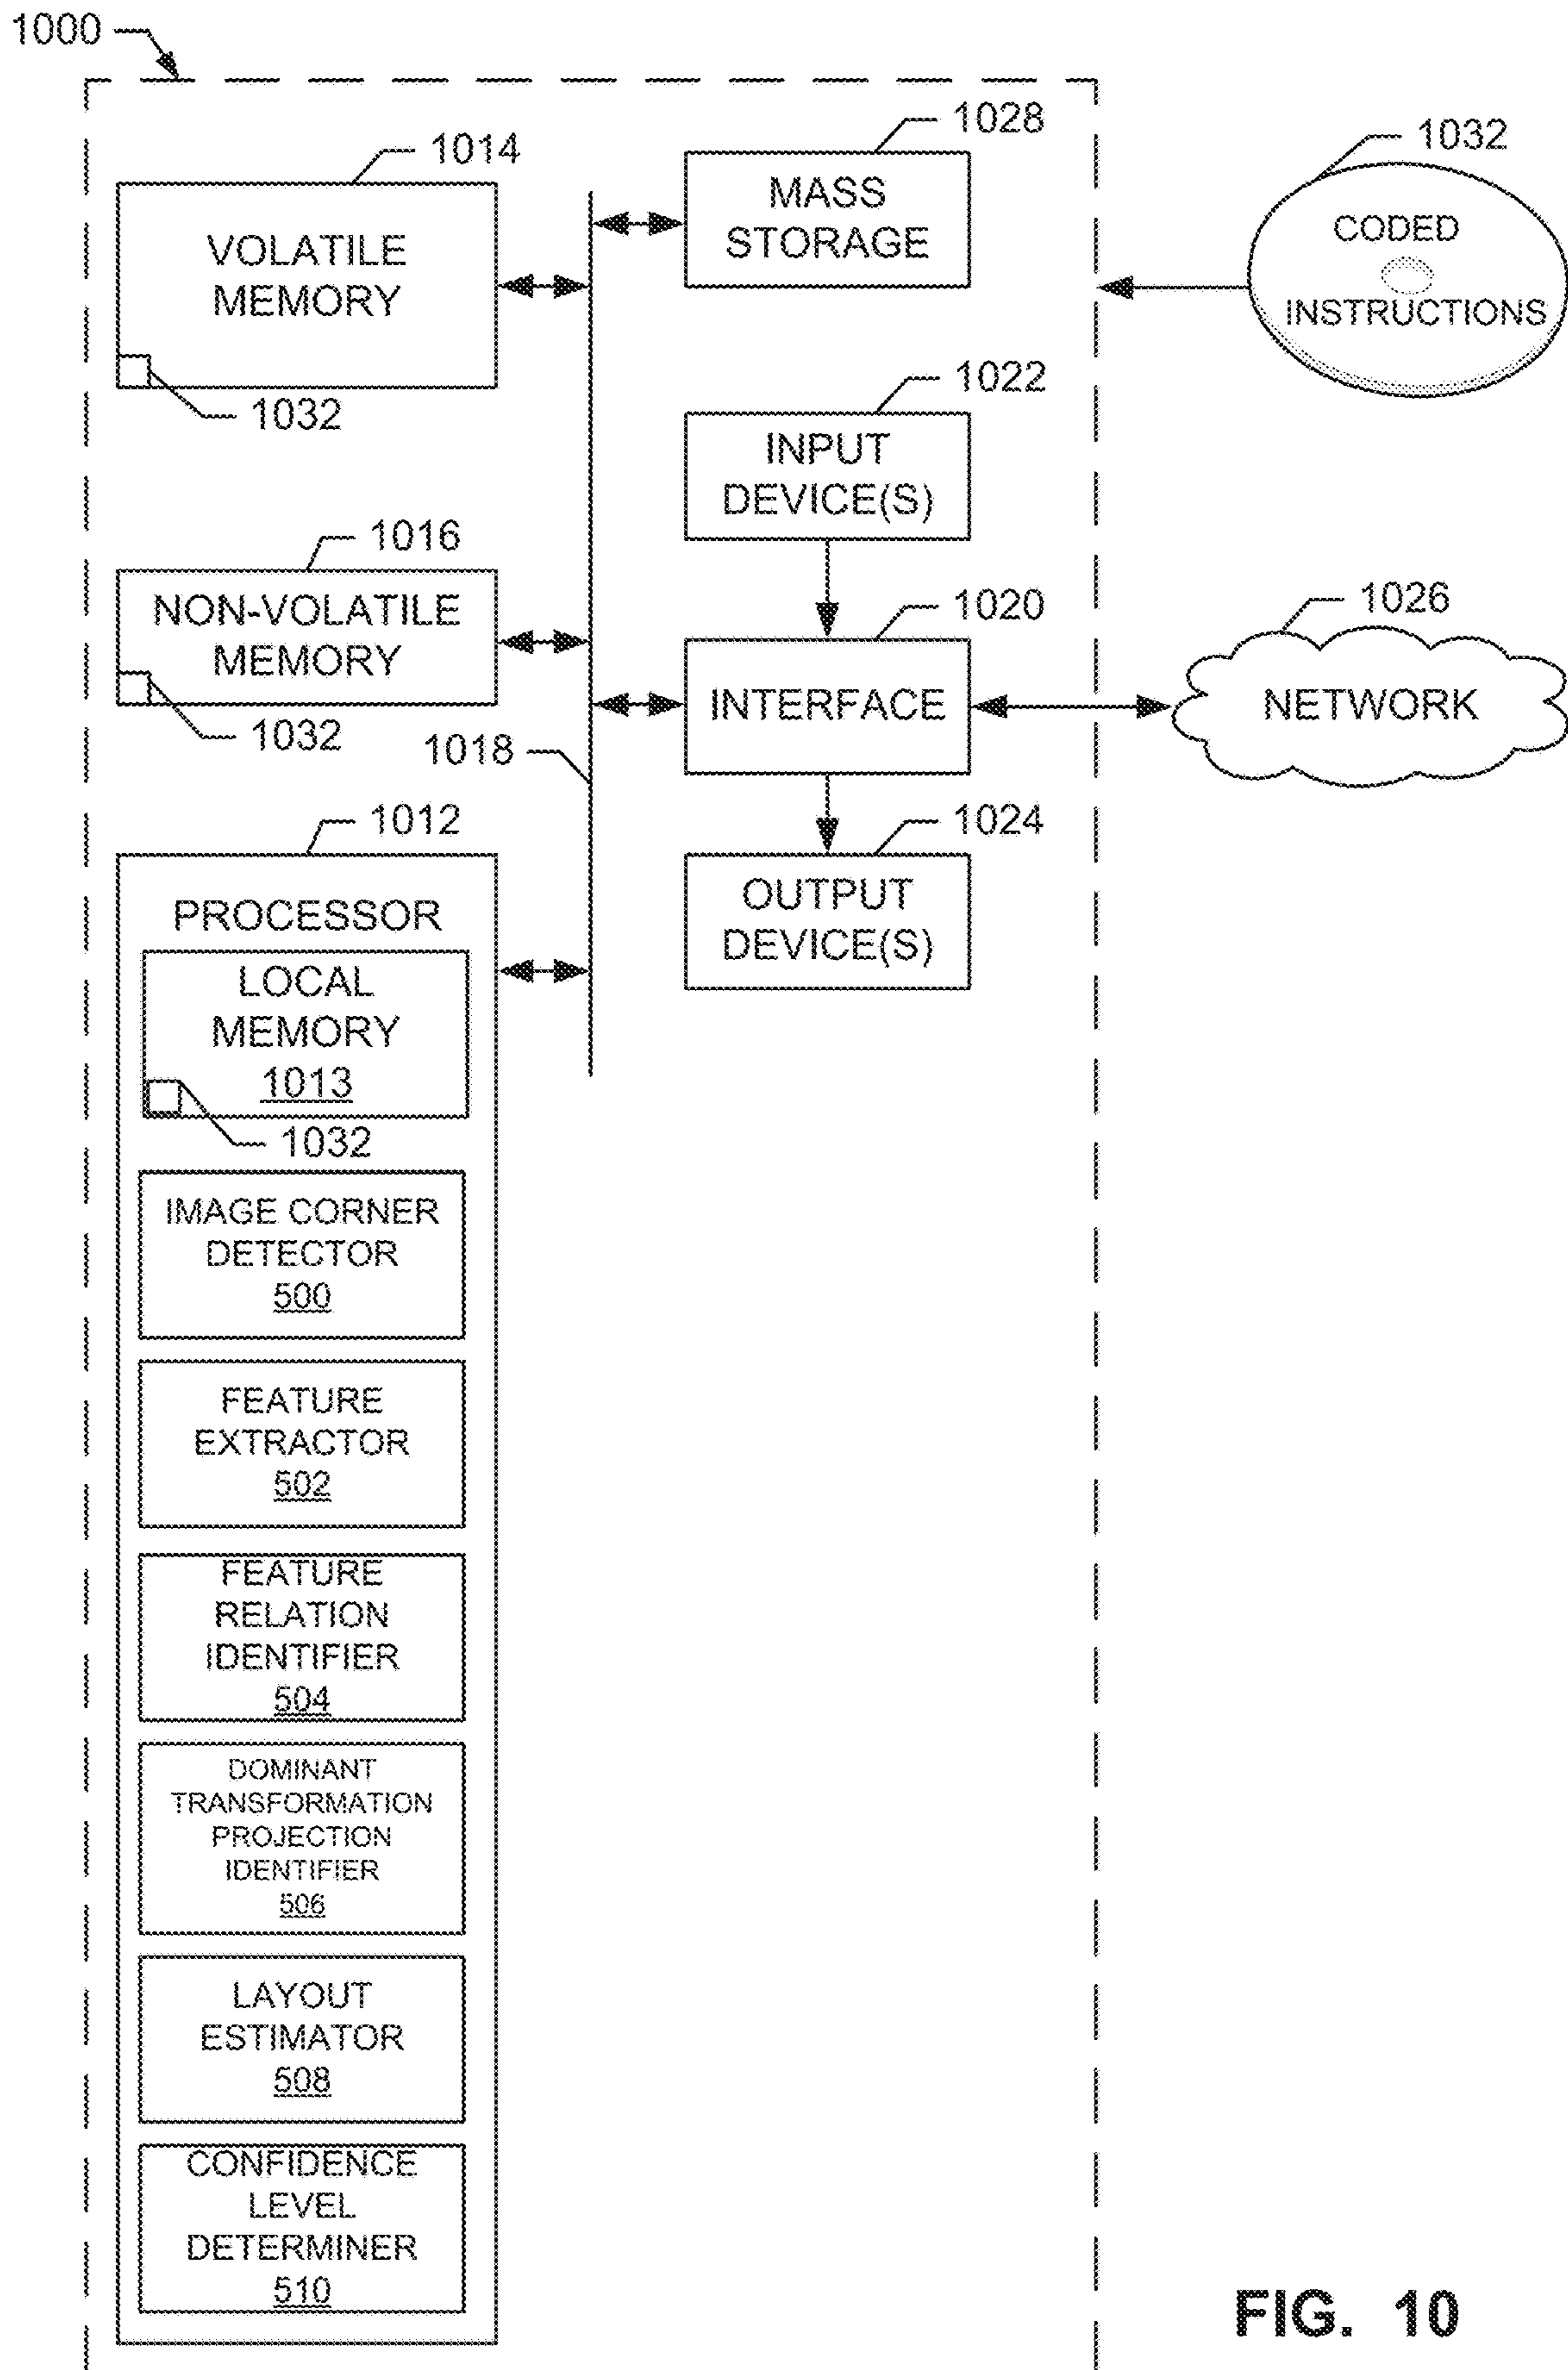 1000
1014
VOLATILE
MEMORY
1032
1028
MASS
STORAGE
1032
CODED
INSTRUCTIONS
1022
INPUT
DEVICE(S)
1016
NON-VOLATILE
MEMORY
1032
1018
1020
INTERFACE
1026
NETWORK
1024
OUTPUT
DEVICE(S)
1012
PROCESSOR
LOCAL
MEMORY
1013
1032
IMAGE CORNER
DETECTOR
500
FEATURE
EXTRACTOR
502
FEATURE
RELATION
IDENTIFIER
504
DOMINANT
TRANSFORMATION
PROJECTION
IDENTIFIER
506
LAYOUT
ESTIMATOR
508
CONFIDENCE
LEVEL
DETERMINER
510
FIG. 10